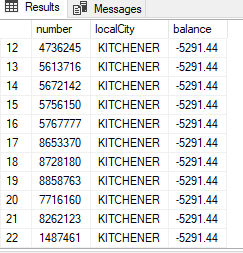 Results Messages
number localCity balance
12 4736245 KITCHENER -5291.44
13 5613716 KITCHENER -5291.44
14 5672142 KITCHENER -5291.44
15 5756150 KITCHENER -5291.44
16 5767777 KITCHENER -5291.44
17 8653370 KITCHENER -5291.44
18 8728180 KITCHENER -5291.44
19 8858763 KITCHENER -5291.44
20 7716160 KITCHENER -5291.44
21 8262123 KITCHENER -5291.44
22 1487461 KITCHENER -5291.44